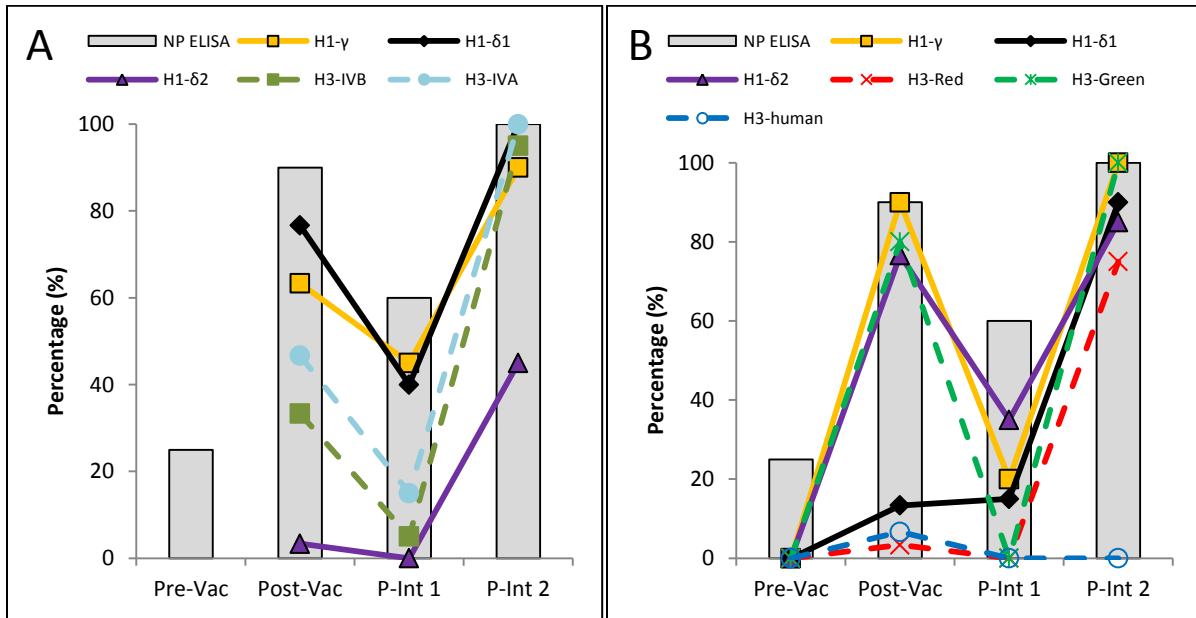 A
NP ELISA H1-γ H1-δ1
H1-δ2 H3-IVB H3-IVA
Percentage (%)
100
80
60
40
20
0
Pre-Vac Post-Vac P-Int 1 P-Int 2
B
NP ELISA H1-γ H1-δ1
H1-δ2 H3-Red H3-Green
H3-human
Percentage (%)
100
80
60
40
20
0
Pre-Vac Post-Vac P-Int 1 P-Int 2